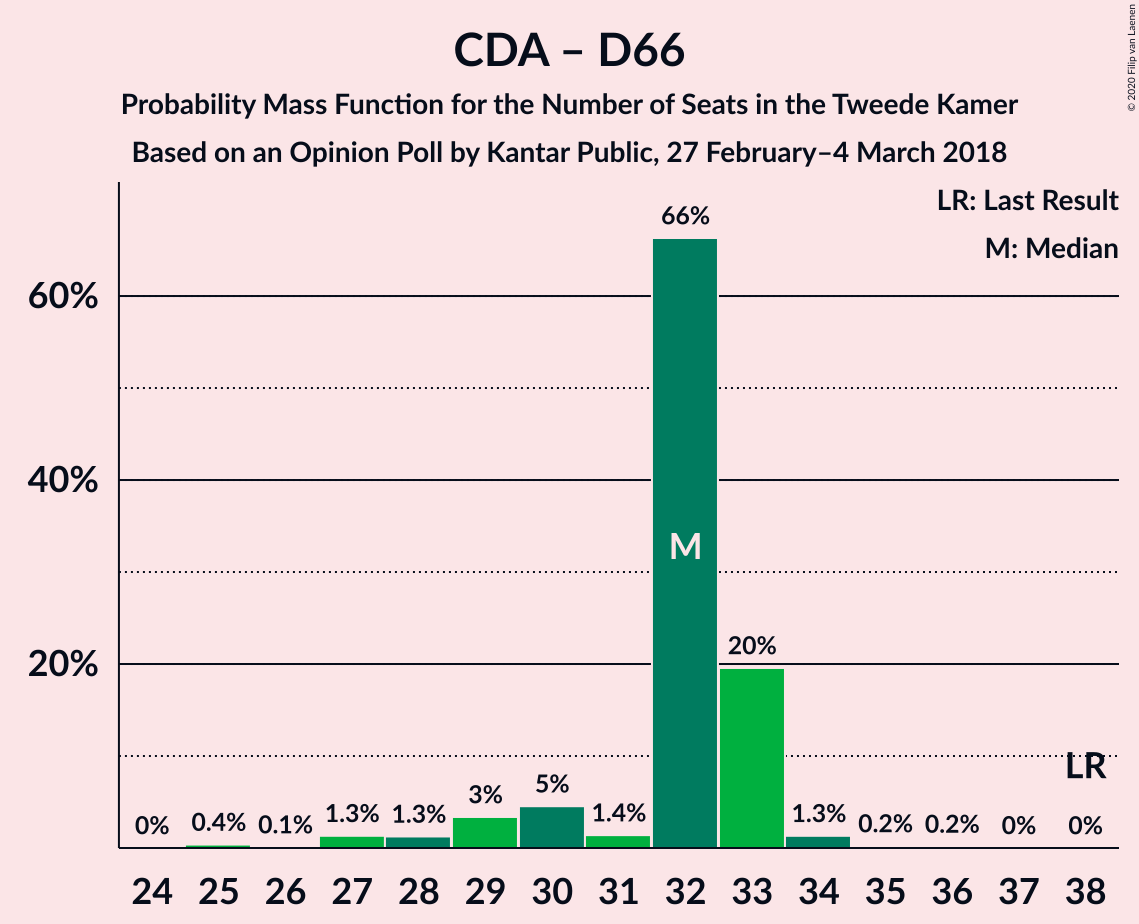 CDA – D66
Probability Mass Function for the Number of Seats in the Tweede Kamer
Based on an Opinion Poll by Kantar Public, 27 February–4 March 2018
© 2020 Filip van Laenen
LR: Last Result
M: Median
60%
40%
20%
0%
0.4%
0.1%
1.3%
1.3%
3%
5%
1.4%
66%
M
20%
1.3%
0.2%
0.2%
0%
0%
LR
24 25 26 27 28 29 30 31 32 33 34 35 36 37 38